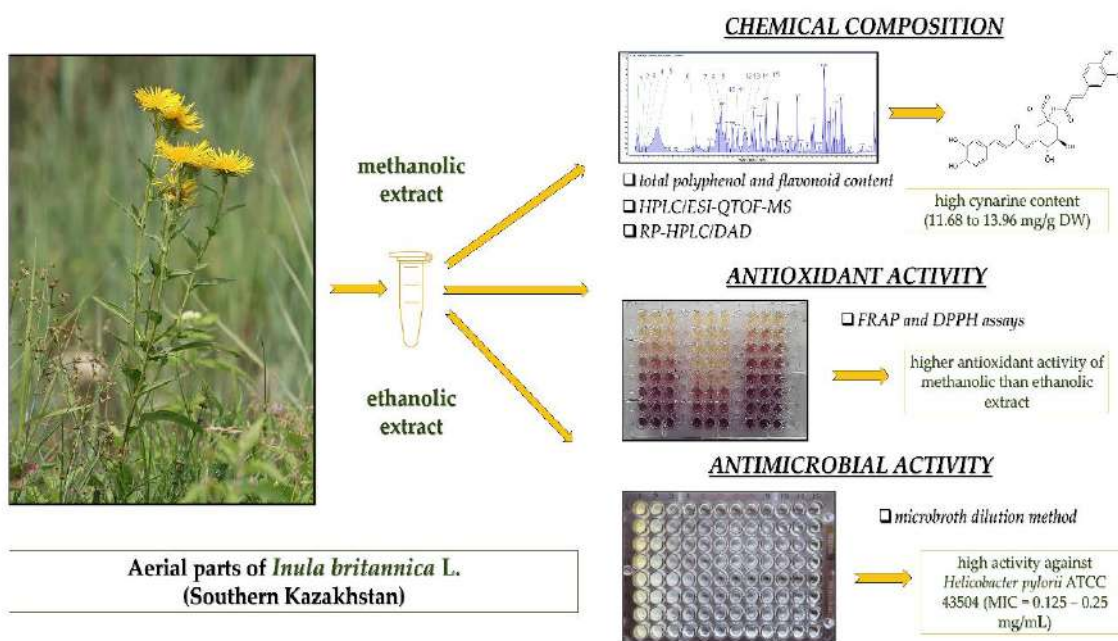 CHEMICAL COMPOSITION
methanolic
extract
ethanolic
extract
Aerial parts of Inula britannica L.
(Southern Kazakhstan)
❑ total polyphenol and flavonoid content
❑ HPLC/ESI-QTOF-MS
❑ RP-HPLC/DAD
high cynarine content
(11.68 to 13.96 mg/g DW)
ANTIOXIDANT ACTIVITY
❑ FRAP and DPPH assays
higher antioxidant activity of
methanolic than ethanolic
extract
ANTIMICROBIAL ACTIVITY
❑ microbroth dilution method
high activity against
Helicobacter pylorii ATCC
43504 (MIC = 0.125 – 0.25
mg/mL)